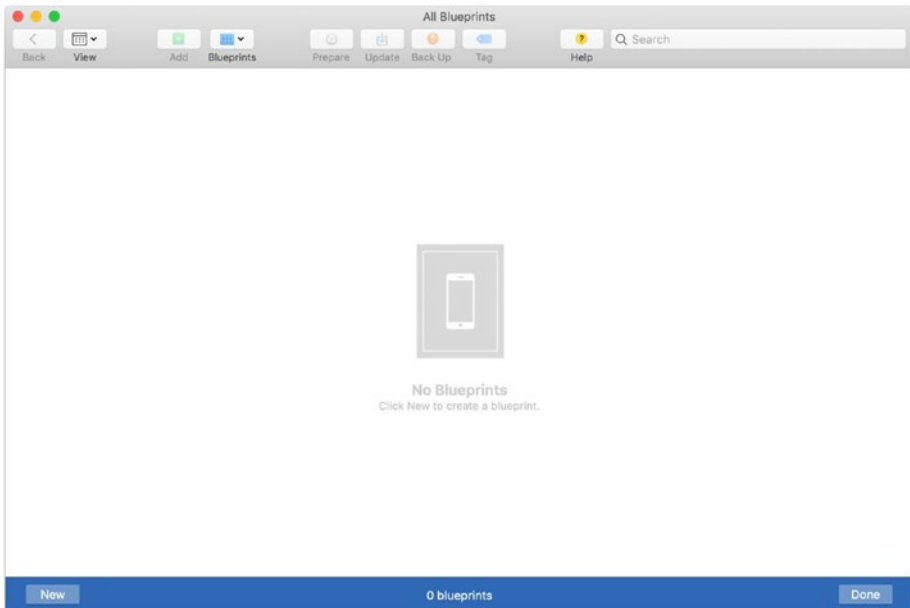 All Blueprints
Search
Back View Add Blueprints Prepare Update Back Up Tag Help
No Blueprints
Click New to create a blueprint.
New 0 blueprints Done